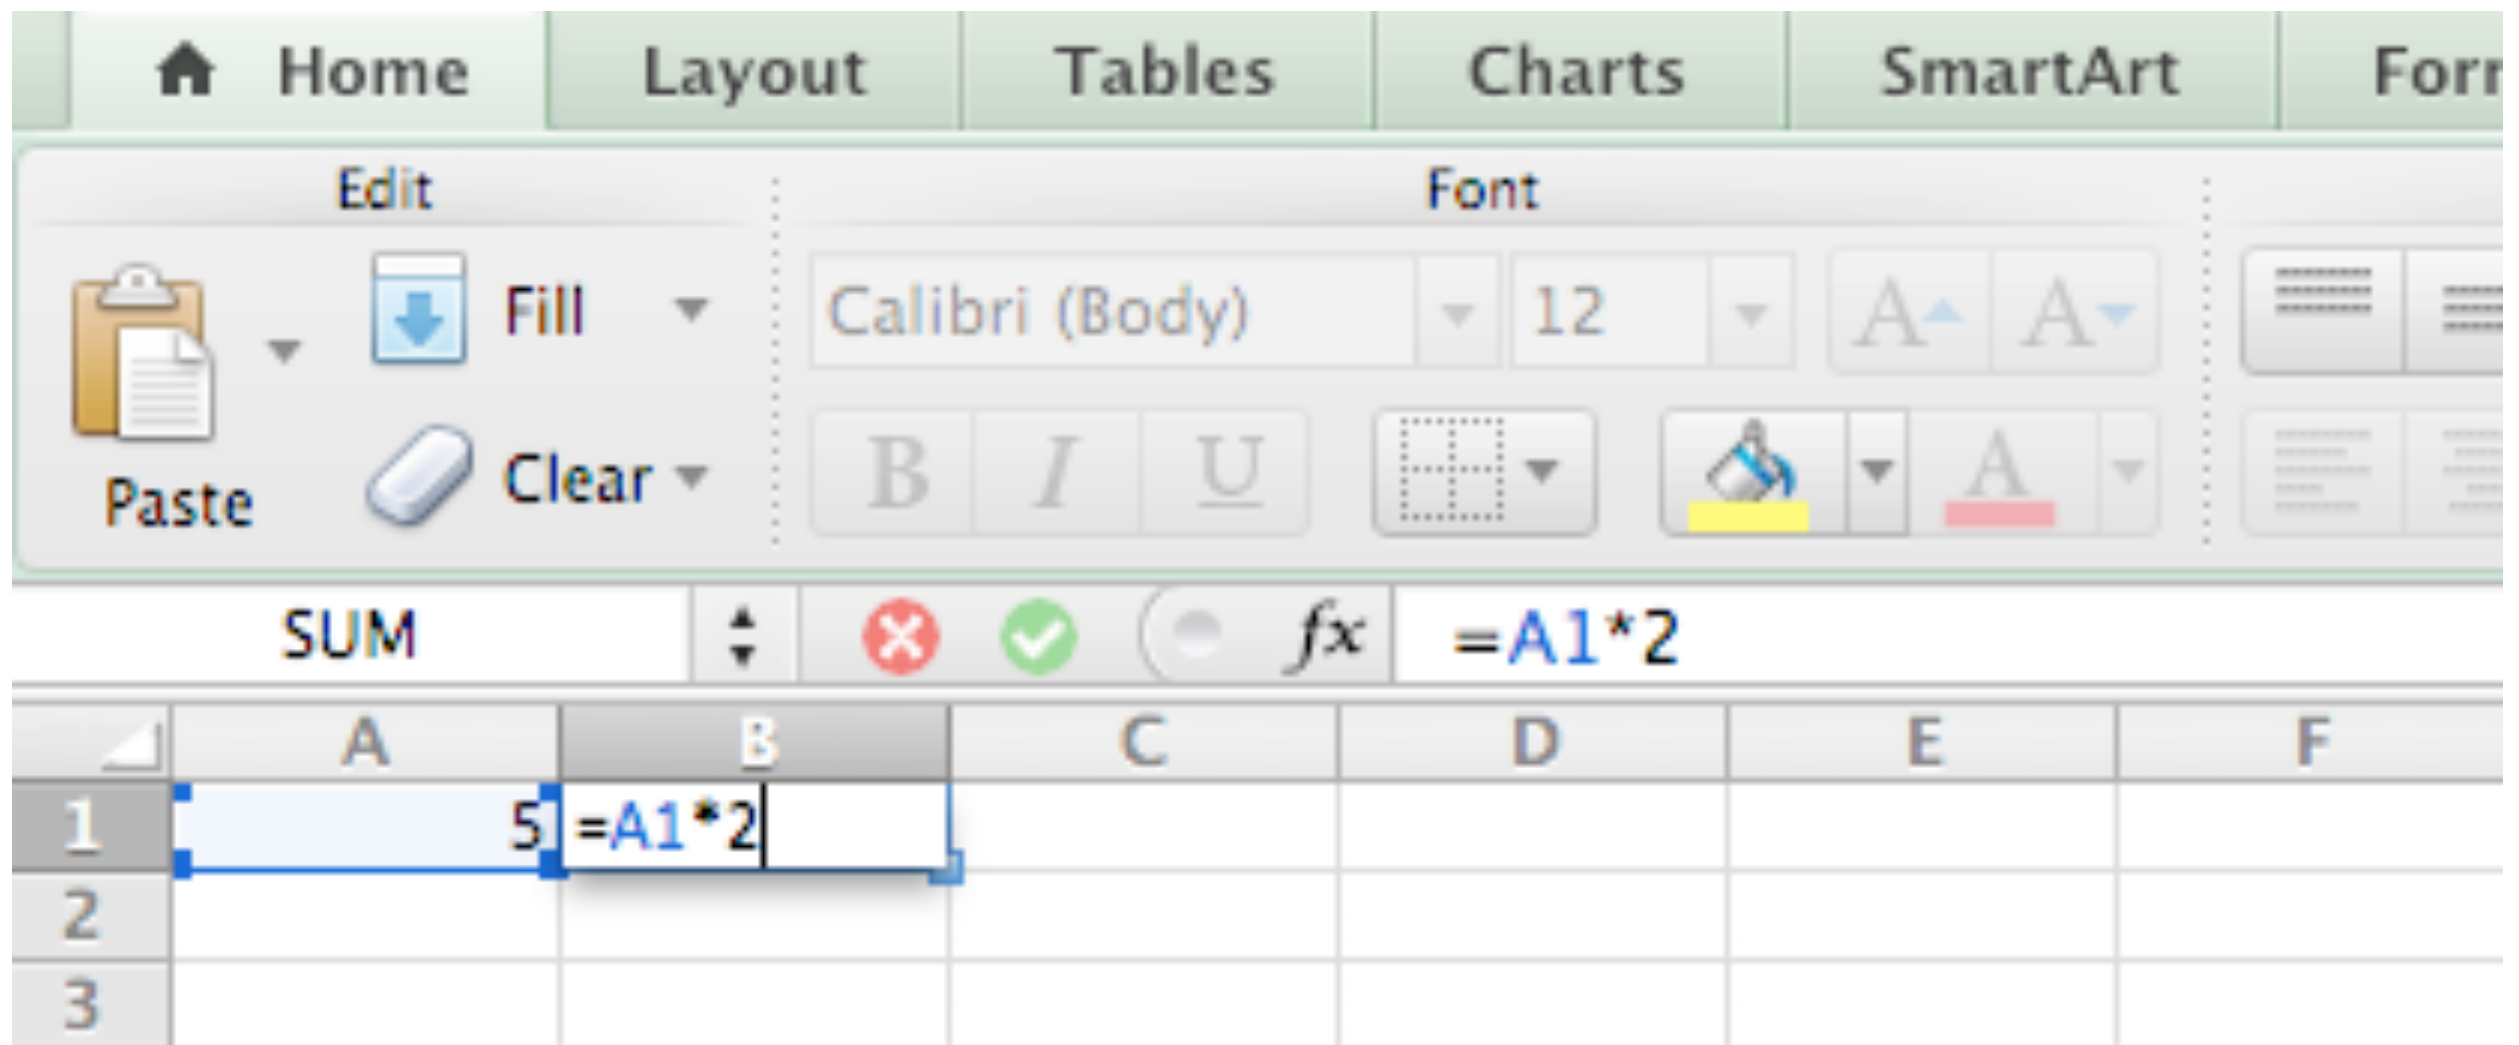 Home Layout Tables Charts SmartArt
Edit Font
Fill Calibri (Body) 12 A A
Paste Clear B I U A
SUM fx =A1*2
A B C D E F
1 5 =A1*2
2
3